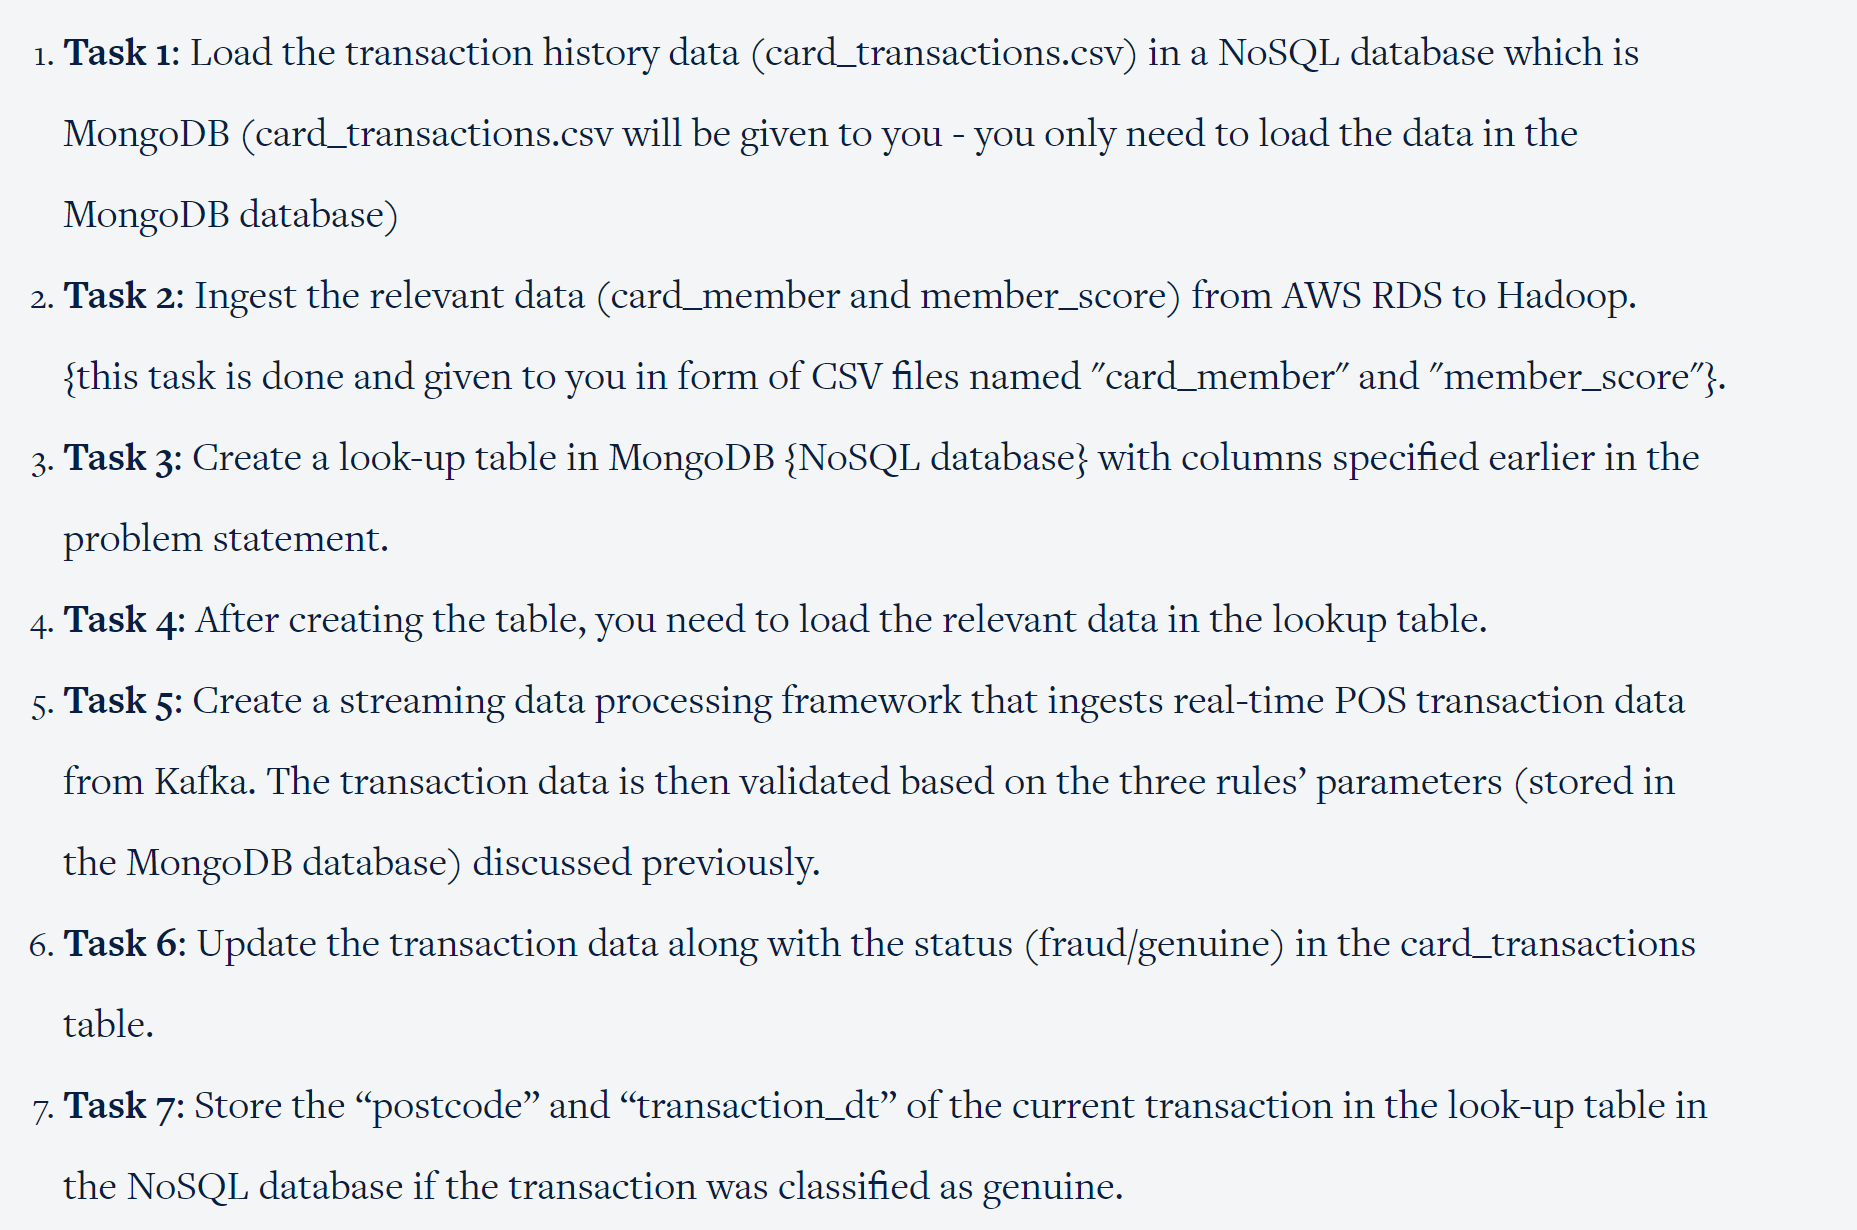 1. Task 1: Load the transaction history data (card_transactions.csv) in a NoSQL database which is
MongoDB (card_transactions.csv will be given to you - you only need to load the data in the
MongoDB database)
2. Task 2: Ingest the relevant data (card_member and member_score) from AWS RDS to Hadoop.
{this task is done and given to you in form of CSV files named "card_member" and "member_score"}.
3. Task 3: Create a look-up table in MongoDB {NoSQL database} with columns specified earlier in the
problem statement.
4. Task 4: After creating the table, you need to load the relevant data in the lookup table.
5. Task 5: Create a streaming data processing framework that ingests real-time POS transaction data
from Kafka. The transaction data is then validated based on the three rules’ parameters (stored in
the MongoDB database) discussed previously.
6. Task 6: Update the transaction data along with the status (fraud/genuine) in the card_transactions
table.
7. Task 7: Store the “postcode” and “transaction_dt” of the current transaction in the look-up table in
the NoSQL database if the transaction was classified as genuine.